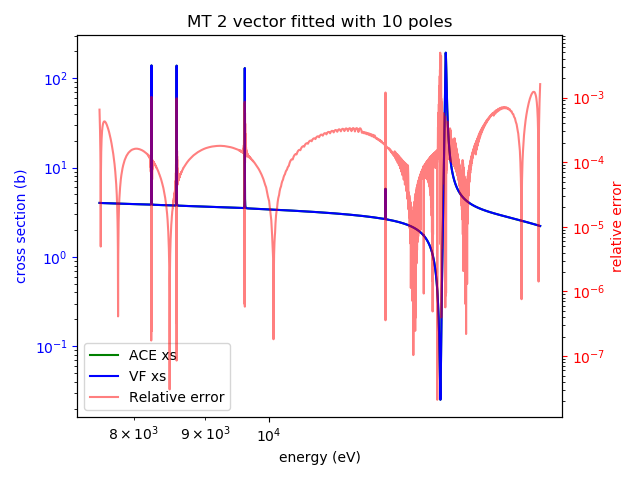 MT 2 vector fitted with 10 poles
10²
10¹
10⁰
10⁻¹
cross section (b)
10⁻³
10⁻⁴
10⁻⁵
10⁻⁶
10⁻⁷
relative error
ACE xs
VF xs
Relative error
8 × 10³ 9 × 10³ 10⁴
energy (eV)